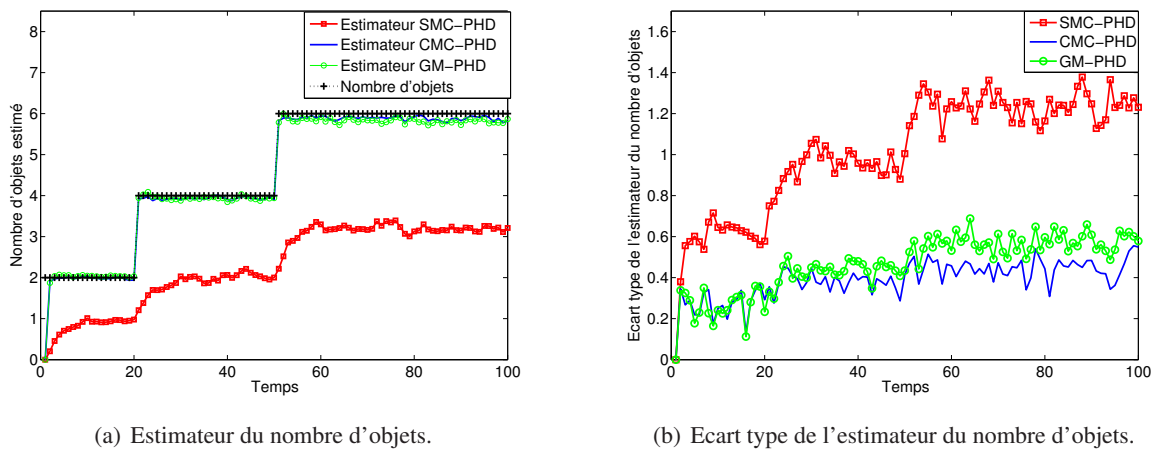 Estimateur SMC−PHD
Estimateur CMC−PHD
Estimateur GM−PHD
Nombre d'objets
Nombre d'objets estimé
8
7
6
5
4
3
2
1
0
0 20 40 60 80 100
Temps
(a) Estimateur du nombre d'objets.
SMC−PHD
CMC−PHD
GM−PHD
Ecart type de l'estimateur du nombre d'objets
1.6
1.4
1.2
1
0.8
0.6
0.4
0.2
0
0 20 40 60 80 100
Temps
(b) Ecart type de l'estimateur du nombre d'objets.